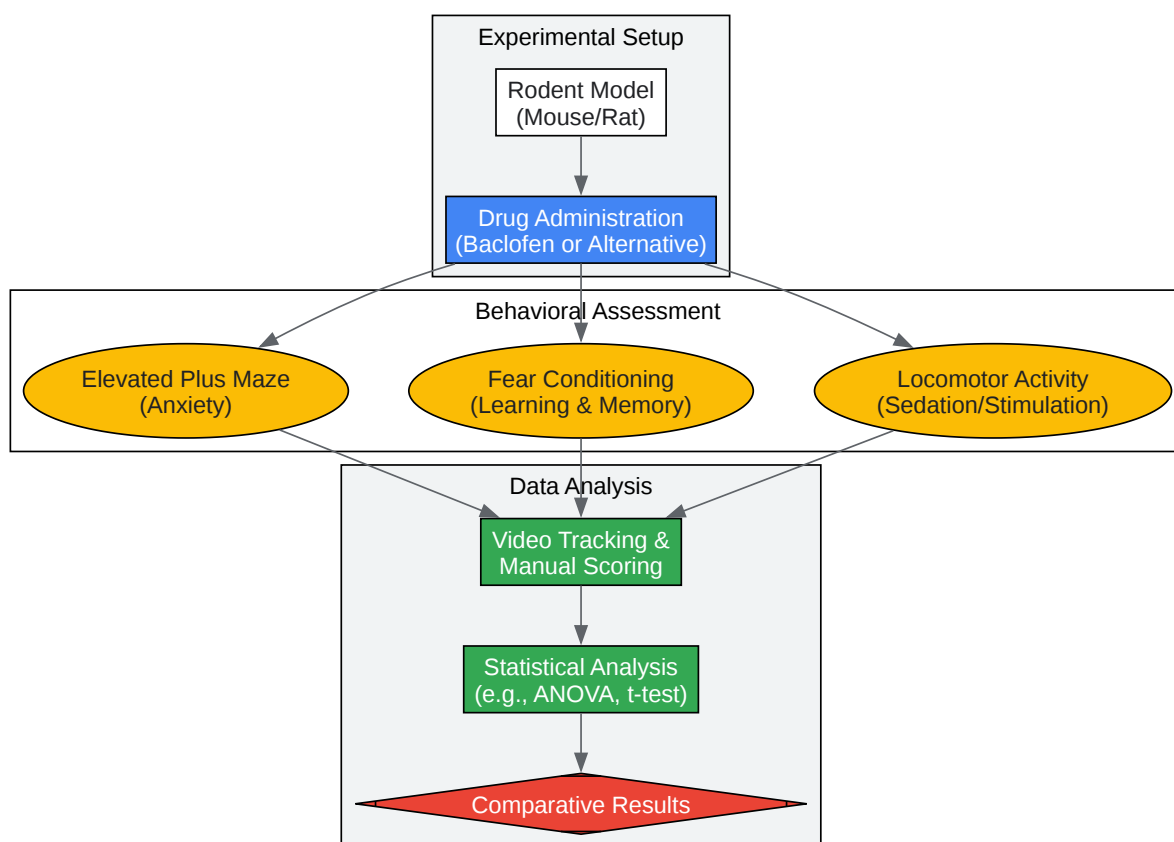 Experimental Setup
Rodent Model
(Mouse/Rat)
Drug Administration
(Baclofen or Alternative)
Behavioral Assessment
Elevated Plus Maze
(Anxiety)
Fear Conditioning
(Learning & Memory)
Locomotor Activity
(Sedation/Stimulation)
Data Analysis
Video Tracking &
Manual Scoring
Statistical Analysis
(e.g., ANOVA, t-test)
Comparative Results